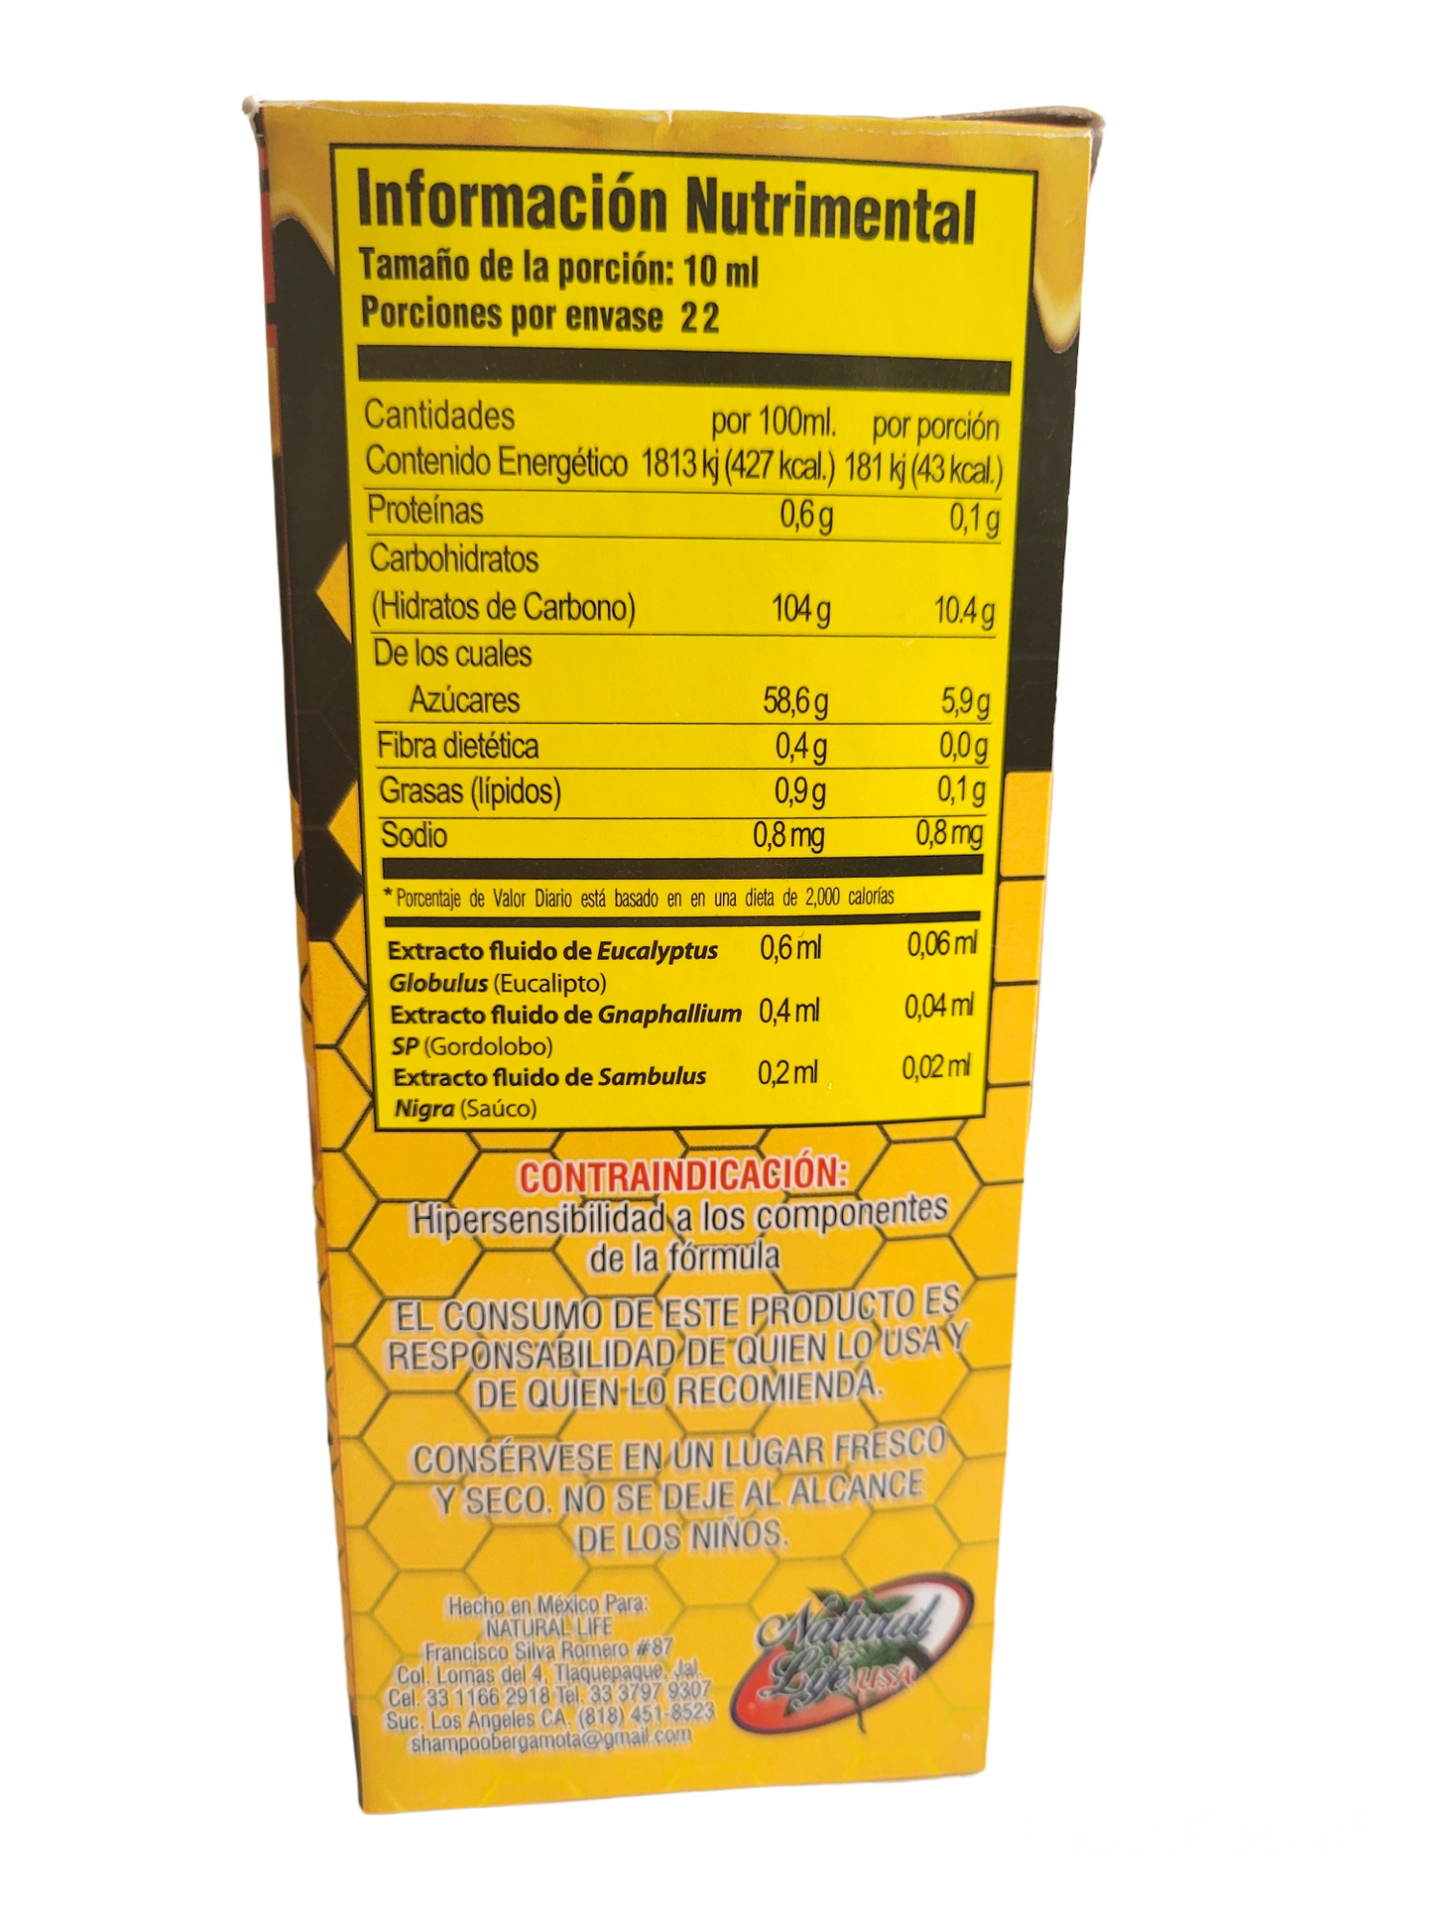 Información Nutrimental
Tamaño de la porción: 10 ml
Porciones por envase 22
Cantidades por 100ml. por porción
Contenido Energético 1813 kj (427 kcal.) 181 kj (43 kcal.)
Proteínas 0,6 g 0,1 g
Carbohidratos
(Hidratos de Carbono) 104 g 10.4 g
De los cuales
Azúcares 58,6 g 5,9 g
Fibra dietética 0,4 g 0,0 g
Grasas (lípidos) 0,9 g 0,1 g
Sodio 0,8 mg 0,8 mg
* Porcentaje de Valor Diario está basado en en una dieta de 2,000 calorías
Extracto fluido de Eucalyptus 0,6 ml 0,06 ml
Globulus (Eucalipto)
Extracto fluido de Gnaphallium 0,4 ml 0,04 ml
SP (Gordolobo)
Extracto fluido de Sambulus 0,2 ml 0,02 ml
Nigra (Saúco)
CONTRAINDICACIÓN:
Hipersensibilidad a los componentes
de la fórmula
EL CONSUMO DE ESTE PRODUCTO ES
RESPONSABILIDAD DE QUIEN LO USA Y
DE QUIEN LO RECOMIENDA.
CONSÉRVESE EN UN LUGAR FRESCO
Y SECO. NO SE DEJE AL ALCANCE
DE LOS NIÑOS.
Hecho en México Para:
NATURAL LIFE
Francisco Silva Romero #87
Col. Lomas del 4, Tlaquepaque, Jal.
Cel. 33 1166 2918 Tel. 33 3797 9307
Suc. Los Angeles CA. (818) 451-8523
shampoobergamota@gmail.com
Natural
Life USA